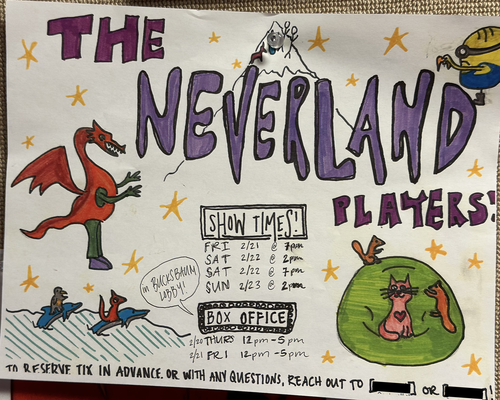 THE
NEVERLAND
PLAYERS'
SHOW TIMES!
FRI 2/21 @ 7pm
SAT 2/22 @ 2pm
SAT 2/22 @ 7pm
SUN 2/23 @ 2pm
in BUCKSBAUM LOBBY!
BOX OFFICE
2/20 THURS 12pm-5pm
2/21 FRI 12pm-5pm
TO RESERVE TIX IN ADVANCE, OR WITH ANY QUESTIONS, REACH OUT TO OR !